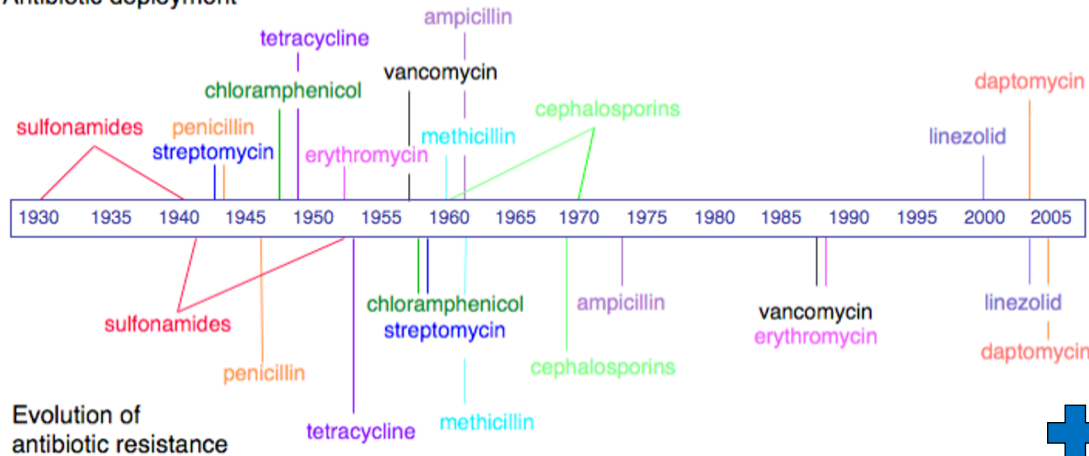 Antibiotic deployment
ampicillin
tetracycline
vancomycin
chloramphenicol
daptomycin
cephalosporins
sulfonamides
penicillin
methicillin
linezolid
streptomycin
erythromycin
1930 1935 1940 1945 1950 1955 1960 1965 1970 1975 1980 1985 1990 1995 2000 2005
chloramphenicol
ampicillin
linezolid
vancomycin
sulfonamides
streptomycin
erythromycin
daptomycin
cephalosporins
penicillin
Evolution of
methicillin
tetracycline
antibiotic resistance